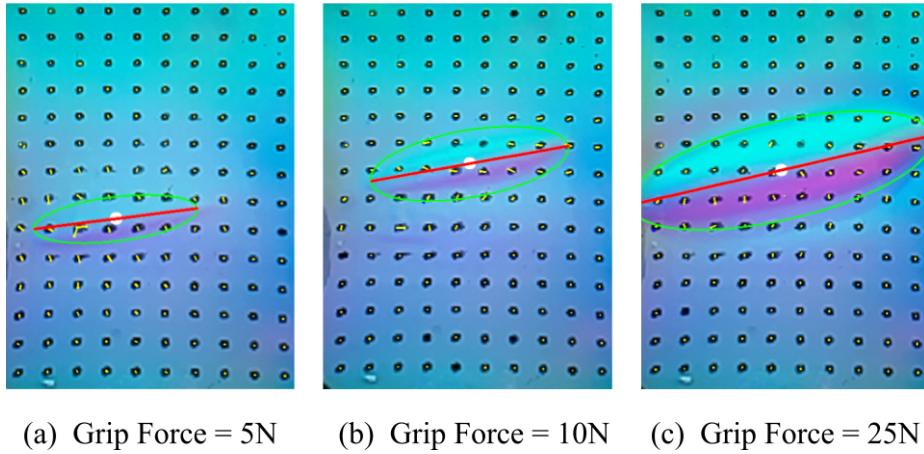 (a) Grip Force = 5N
(b) Grip Force = 10N
(c) Grip Force = 25N